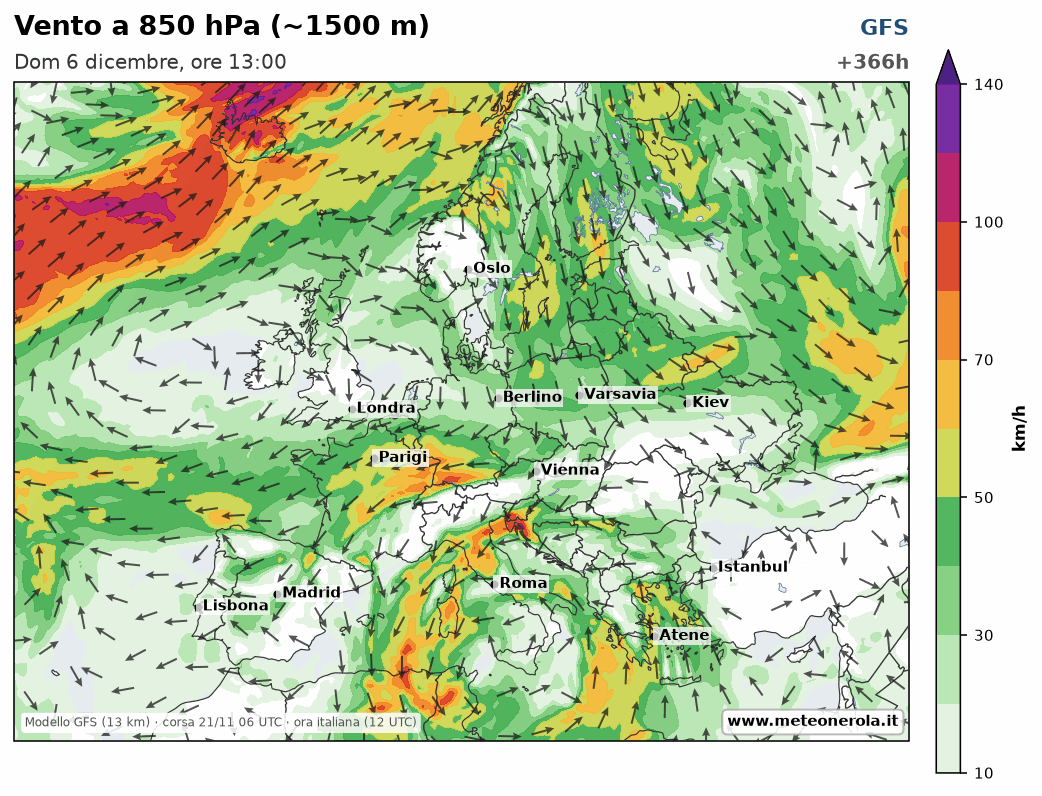 Vento a 850 hPa (~1500 m)
GFS
Dom 6 dicembre, ore 13:00
+366h
140
100
70
50
30
10
km/h
Oslo
Londra
Berlino
Varsavia
Kiev
Parigi
Vienna
Istanbul
Roma
Madrid
Lisbona
Atene
Modello GFS (13 km) · corsa 21/11 06 UTC · ora italiana (12 UTC)
www.meteonerola.it